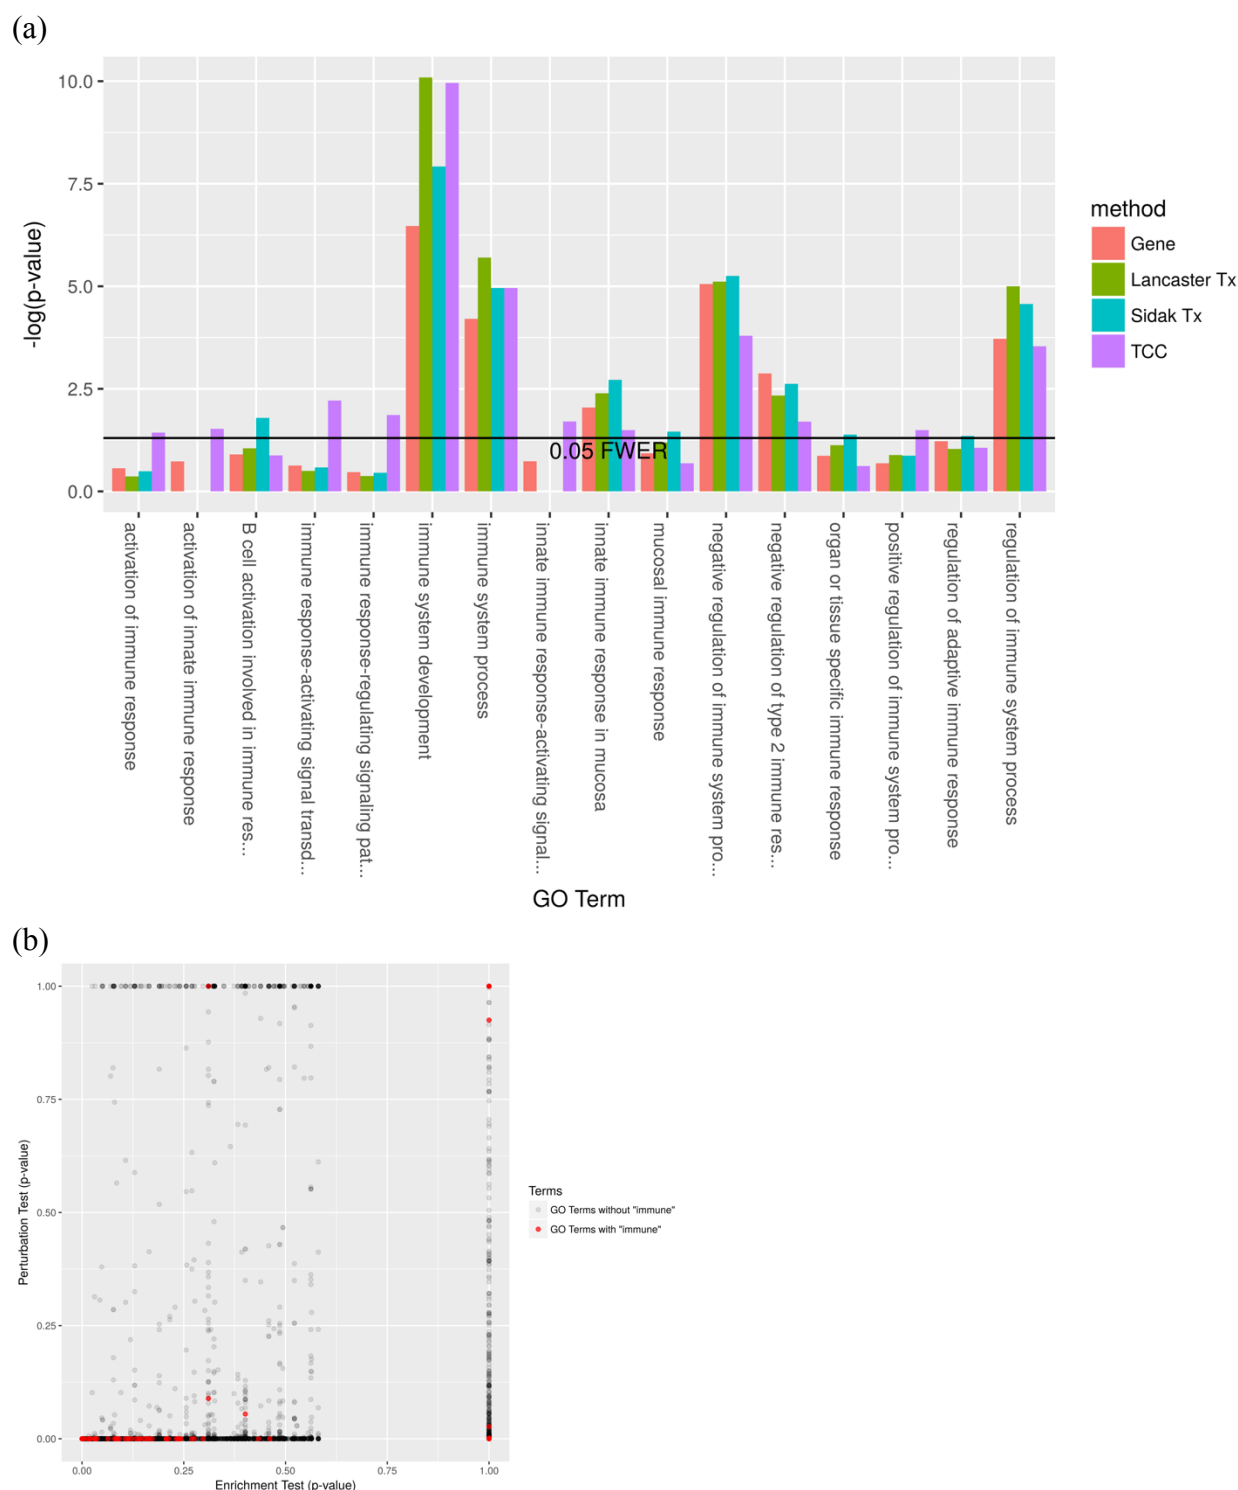 (a)
10.0
7.5
5.0
2.5
0.0
-log(p-value)
0.05 FWER
method
Gene
Lancaster Tx
Sidak Tx
TCC
activation of immune response
activation of innate immune response
B cell activation involved in immune res...
immune response-activating signal transd...
immune response-regulating signaling pat...
immune system development
immune system process
innate immune response-activating signal...
innate immune response in mucosa
mucosal immune response
negative regulation of immune system pro...
negative regulation of type 2 immune res...
organ or tissue specific immune response
positive regulation of immune system pro...
regulation of adaptive immune response
regulation of immune system process
GO Term
(b)
1.00
0.75
0.50
0.25
0.00
Perturbation Test (p-value)
0.00 0.25 0.50 0.75 1.00
Enrichment Test (p-value)
Terms
GO Terms without "immune"
GO Terms with "immune"